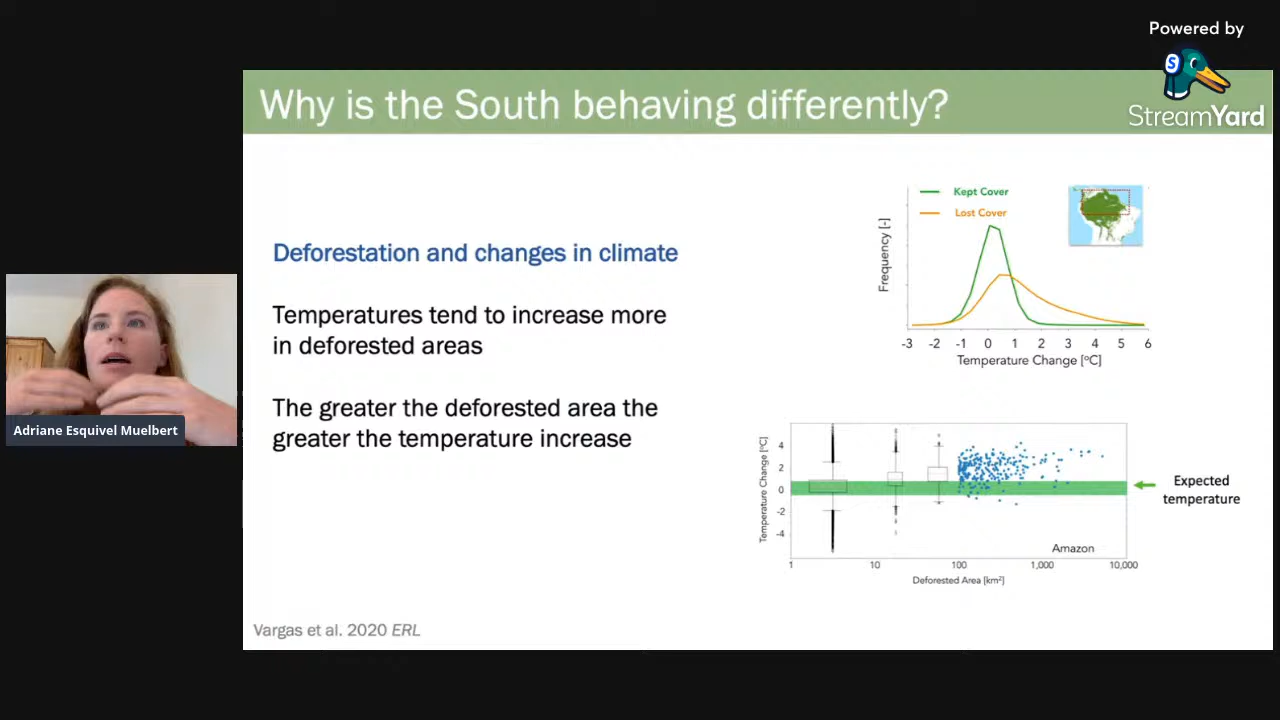 Powered by
S
StreamYard
Why is the South behaving differently?
Deforestation and changes in climate
Temperatures tend to increase more
in deforested areas
The greater the deforested area the
greater the temperature increase
Adriane Esquivel Muelbert
Kept Cover
Lost Cover
Frequency [-]
-3 -2 -1 0 1 2 3 4 5 6
Temperature Change [°C]
Temperature Change [°C]
4
2
0
-2
-4
Amazon
1 10 100 1,000 10,000
Deforested Area [km²]
Expected
temperature
Vargas et al. 2020 ERL